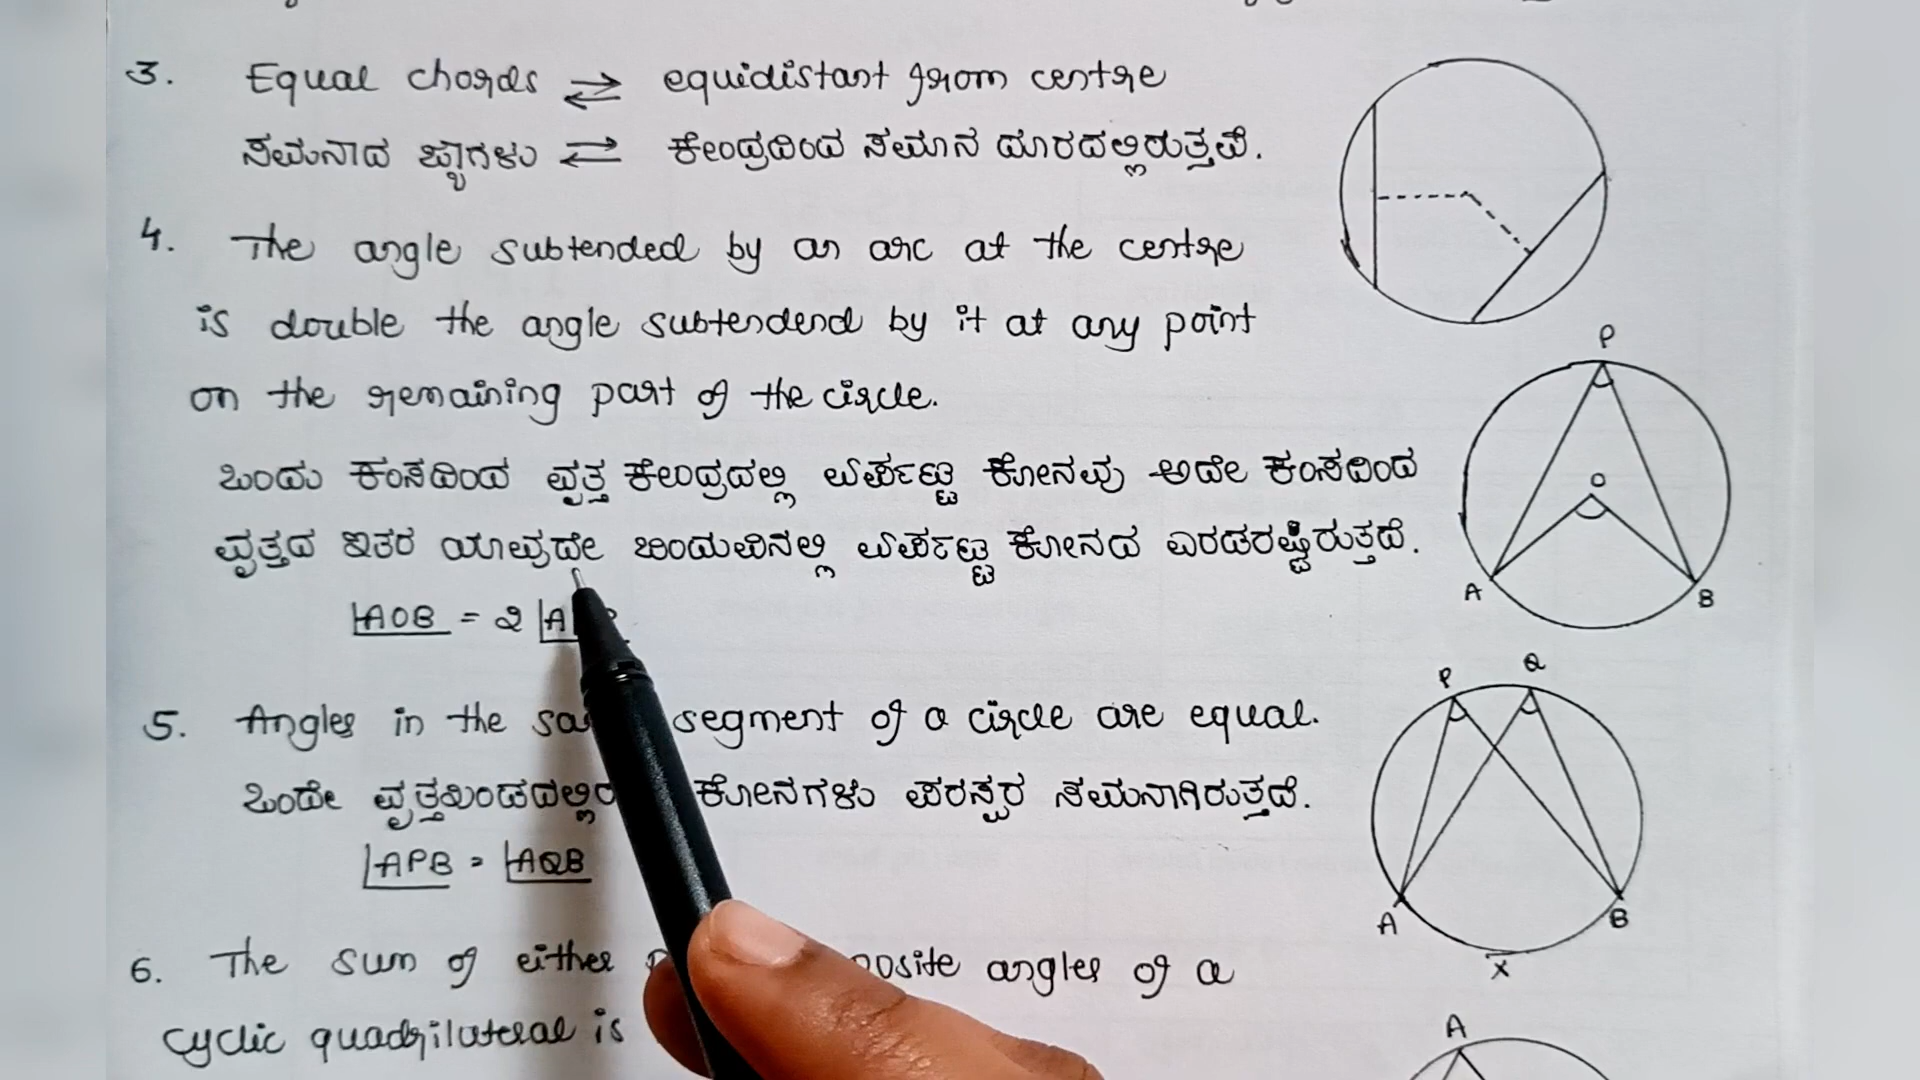 3. Equal chords ⇌ equidistant from centre
ಸಮನಾದ ಜ್ಯಾಗಳು ⇌ ಕೇಂದ್ರದಿಂದ ಸಮಾನ ದೂರದಲ್ಲಿರುತ್ತವೆ.
4. The angle subtended by an arc at the centre
is double the angle subtendend by it at any point
on the remaining part of the circle.
ಒಂದು ಕಂಸದಿಂದ ವೃತ್ತ ಕೇಂದ್ರದಲ್ಲಿ ಏರ್ಪಟ್ಟ ಕೋನವು ಅದೇ ಕಂಸದಿಂದ
ವೃತ್ತದ ಇತರ ಯಾವುದೇ ಬಿಂದುವಿನಲ್ಲಿ ಏರ್ಪಟ್ಟ ಕೋನದ ಎರಡರಷ್ಟಿರುತ್ತದೆ.
∠AOB = 2
5. Angles in the segment of a circle are equal.
ಒಂದೇ ವೃತ್ತಖಂಡದಲ್ಲಿ ಕೋನಗಳು ಪರಸ್ಪರ ಸಮನಾಗಿರುತ್ತದೆ.
∠APB = ∠AQB
6. The sum of either angles of a
cyclic quadrilateral is
P
O
A B
P Q
A B
X
A